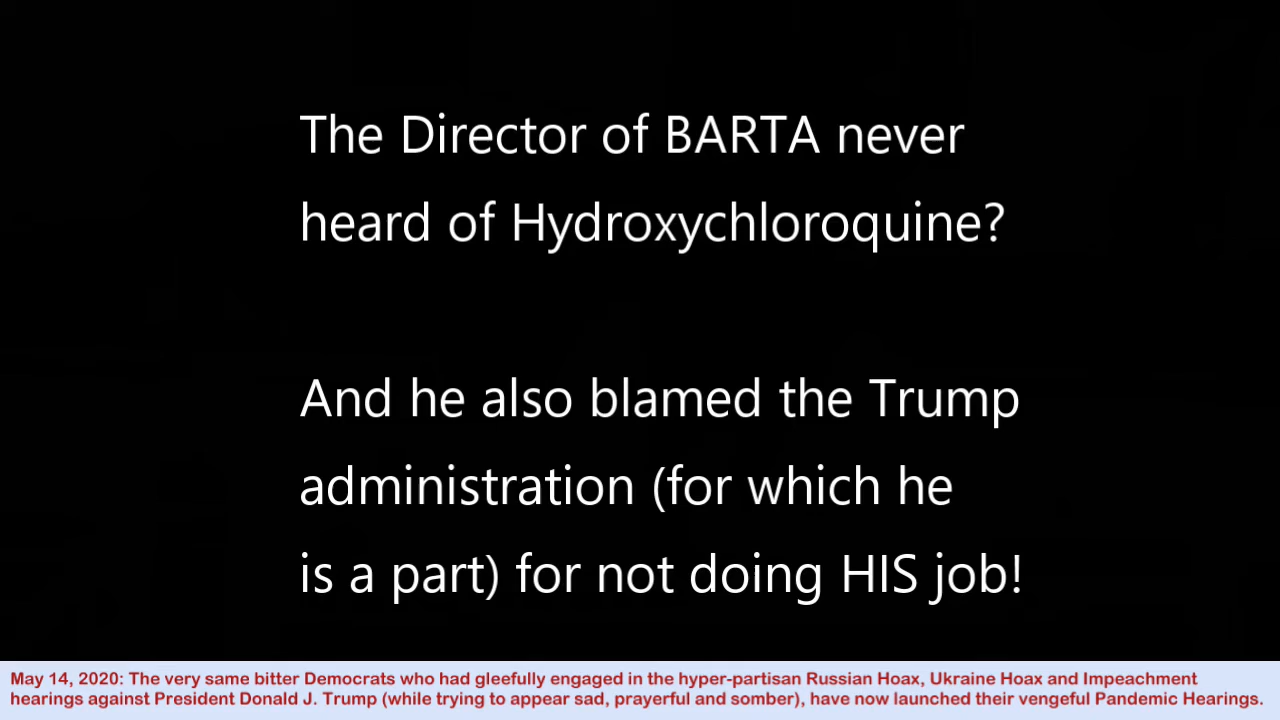 The Director of BARTA never
heard of Hydroxychloroquine?
And he also blamed the Trump
administration (for which he
is a part) for not doing HIS job!
May 14, 2020: The very same bitter Democrats who had gleefully engaged in the hyper-partisan Russian Hoax, Ukraine Hoax and Impeachment
hearings against President Donald J. Trump (while trying to appear sad, prayerful and somber), have now launched their vengeful Pandemic Hearings.